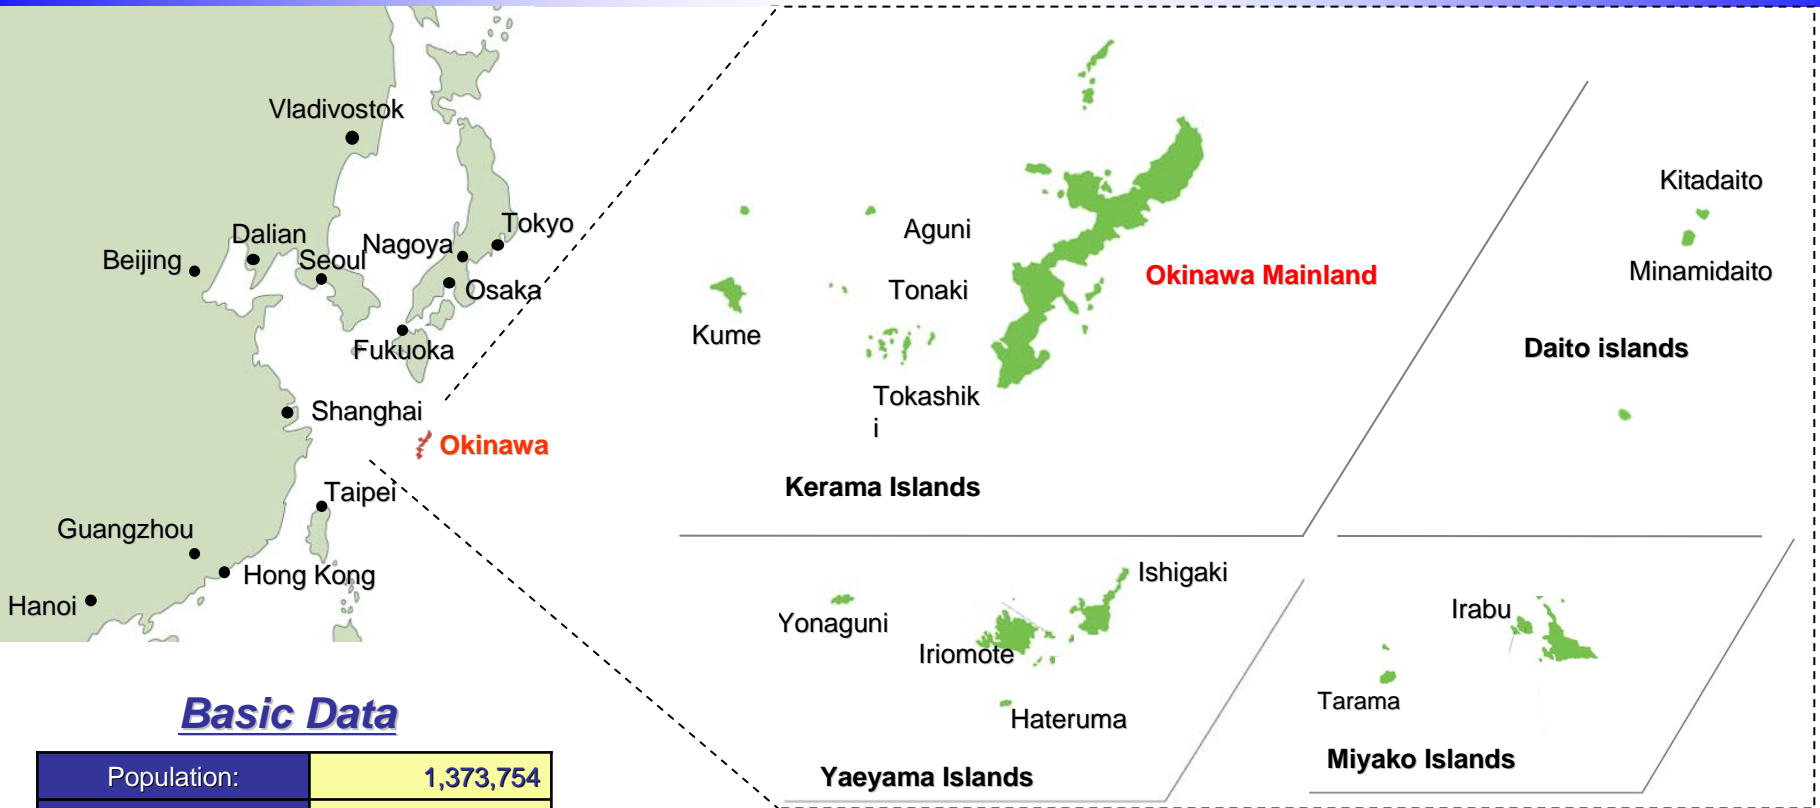 Vladivostok
Tokyo
Dalian
Nagoya
Beijing
Seoul
Osaka
Fukuoka
Shanghai
Okinawa
Taipei
Guangzhou
Hong Kong
Hanoi
Aguni
Okinawa Mainland
Tonaki
Kume
Tokashik
i
Kerama Islands
Kitadaito
Minamidaito
Daito islands
Ishigaki
Yonaguni
Iriomote
Hateruma
Yaeyama Islands
Irabu
Tarama
Miyako Islands
Basic Data
Population: 1,373,754